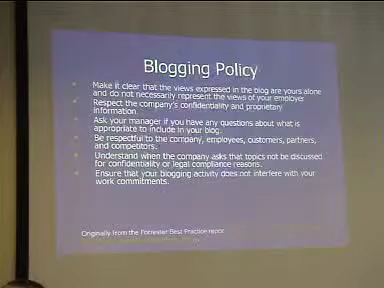 Blogging Policy
Make it clear that the views expressed in the blog are yours alone
and do not necessarily represent the views of your employer.
Respect the company's confidentiality and proprietary
information.
Ask your manager if you have any questions about what is
appropriate to include in your blog.
Be respectful to the company, employees, customers, partners,
and competitors.
Understand when the company asks that topics not be discussed
for confidentiality or legal compliance reasons.
Ensure that your blogging activity does not interfere with your
work commitments.
Originally from the Forrester Best Practice report